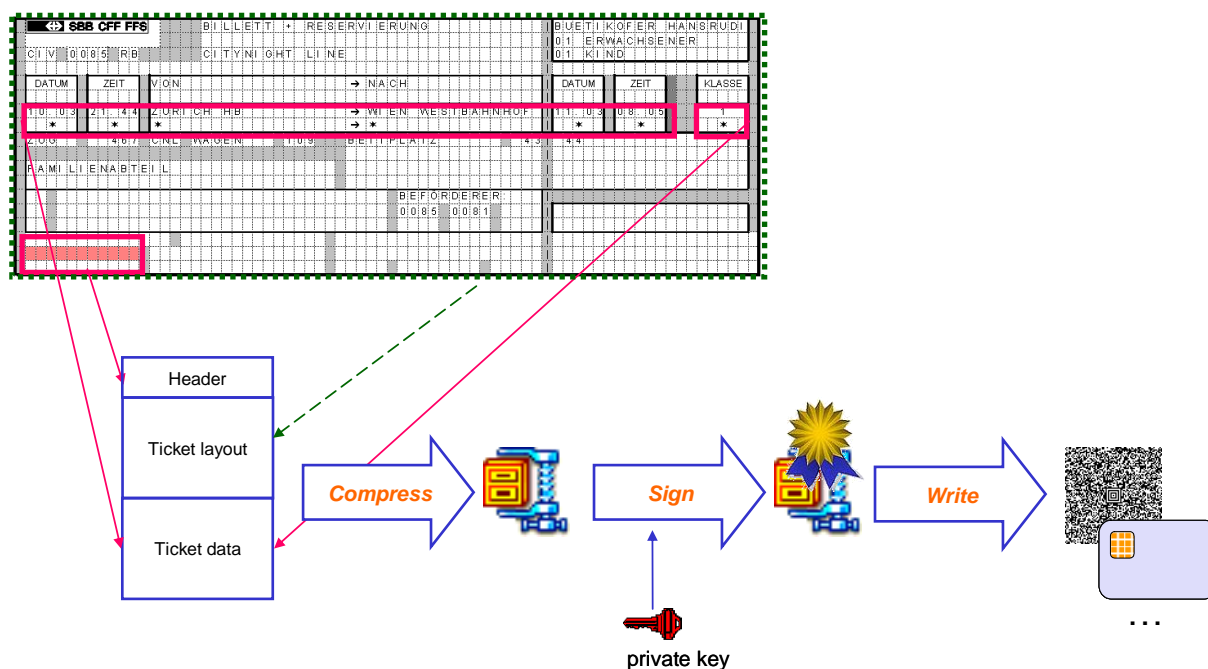 SBB CFF FFS BILLETT + RESERVIERUNG BUETIKOFER HANSRUDI
01 ERWACHSENER
CIV 0085 RB CITYNIGHT LINE 01 KIND
DATUM ZEIT VON → NACH DATUM ZEIT KLASSE
10 03 21 44 ZÜRICH HB → WIEN WESTBAHNHOF 11 03 08 05 1
* * * → * * * *
ZUG 467 CNL WAGEN 109 BETTPLATZ 43 44
FAMILIENABTEIL
BEFÖRDERER:
0085 0081
Header
Ticket layout
Ticket data
Compress
Sign
Write
...
private key